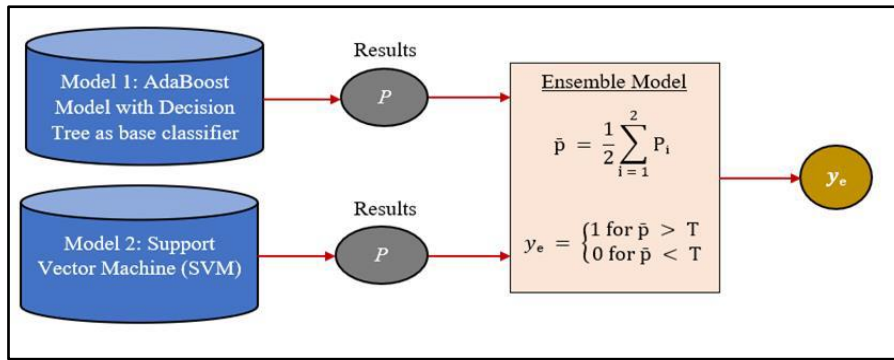 Model 1: AdaBoost
Model with Decision
Tree as base classifier
Results
P
Model 2: Support
Vector Machine (SVM)
Results
P
Ensemble Model
p̄ = 1/2 ∑_{i = 1}^{2} P_i
y_e = {1 for p̄ > T
{0 for p̄ < T
y_e